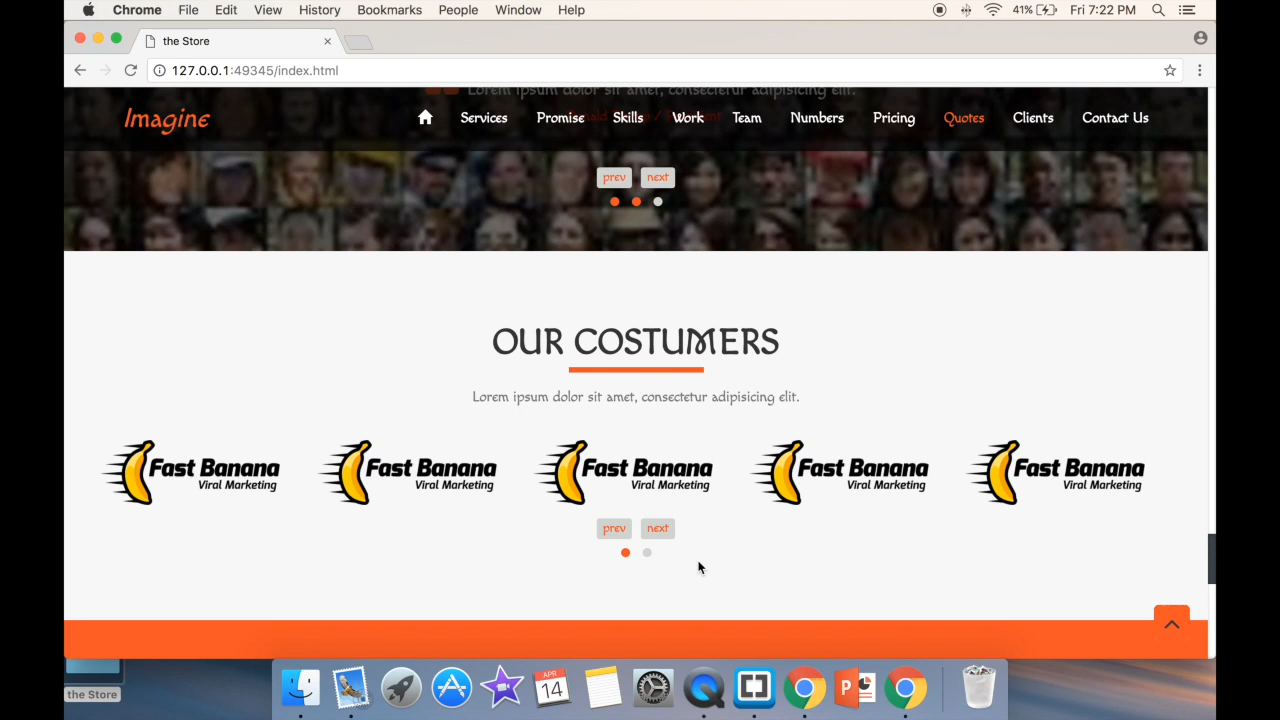 Chrome File Edit View History Bookmarks People Window Help 41% Fri 7:22 PM
the Store
127.0.0.1:49345/index.html
Lorem ipsum dolor sit amet, consectetur adipisicing elit.
Imagine Services Promise Skills Work Team Numbers Pricing Quotes Clients Contact Us
prev next
OUR COSTUMERS
Lorem ipsum dolor sit amet, consectetur adipisicing elit.
Fast Banana Fast Banana Fast Banana Fast Banana Fast Banana
Viral Marketing Viral Marketing Viral Marketing Viral Marketing Viral Marketing
prev next
APR
14
the Store